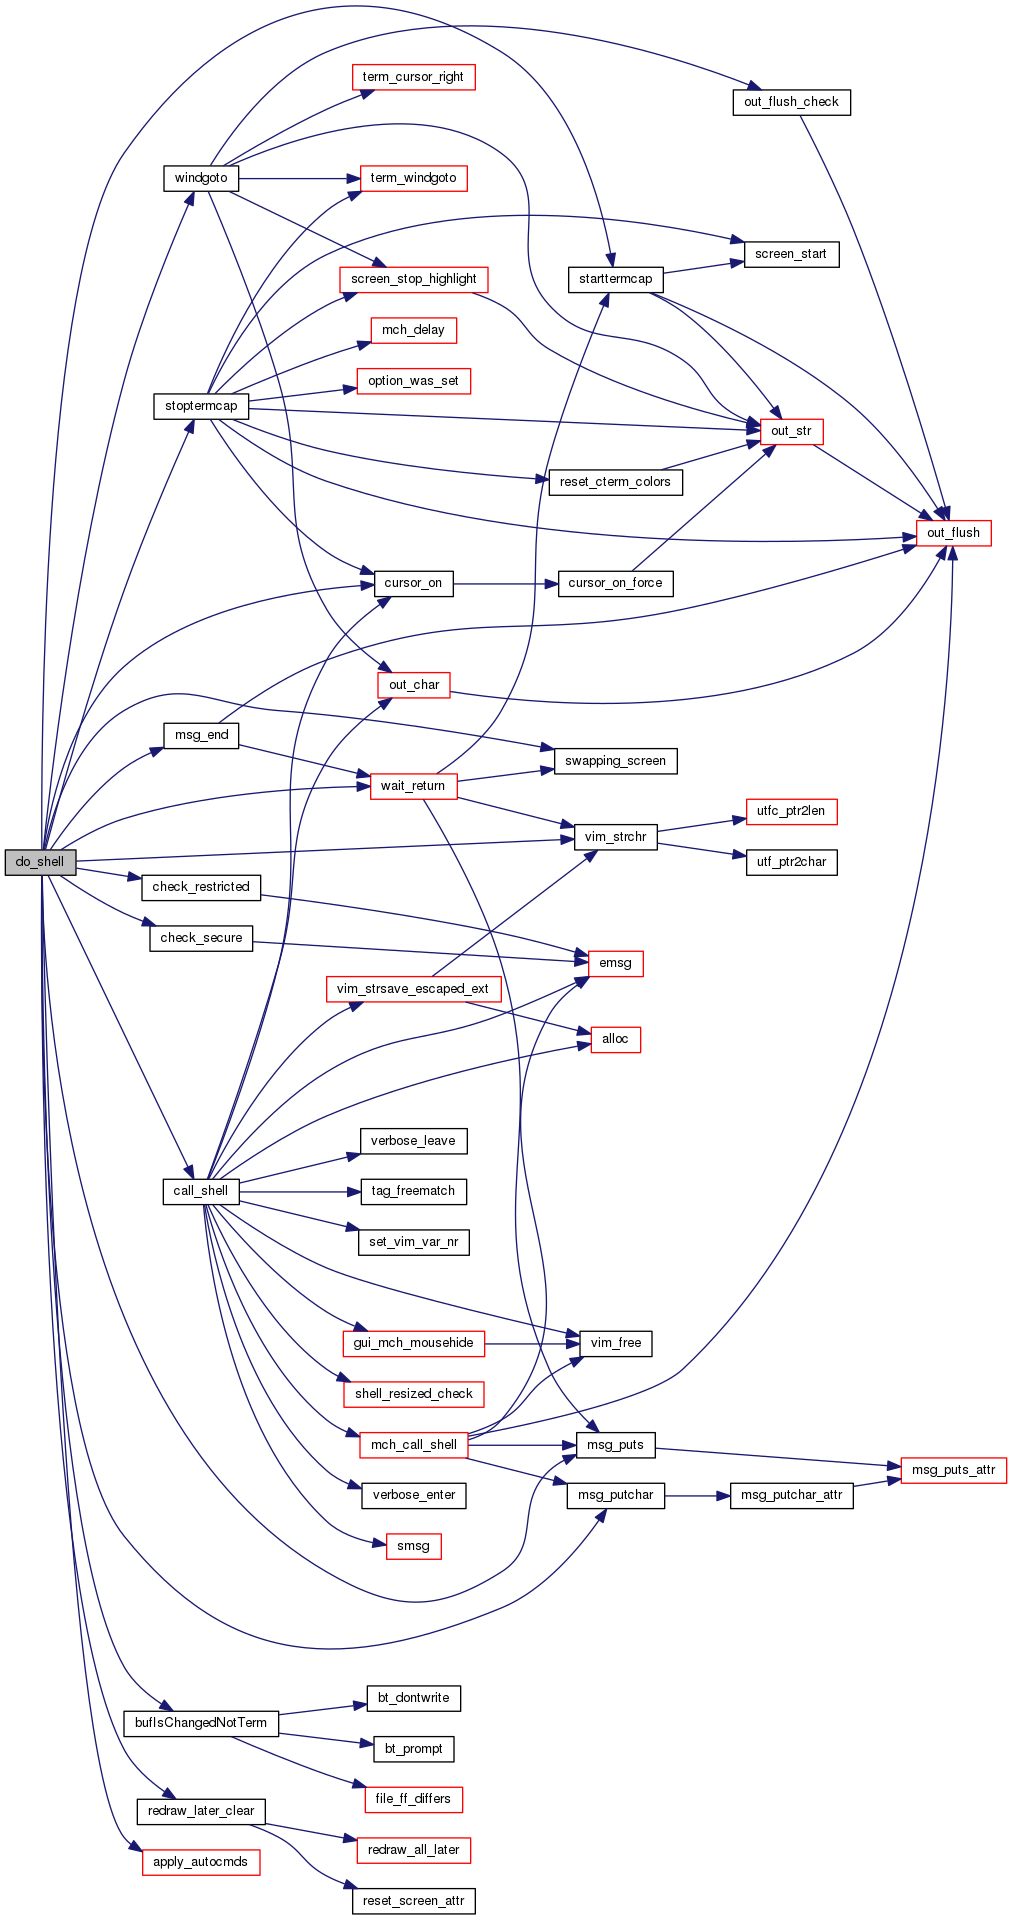 term_cursor_right
out_flush_check
windgoto
term_windgoto
screen_start
screen_stop_highlight
starttermcap
mch_delay
option_was_set
stoptermcap
out_str
reset_cterm_colors
out_flush
cursor_on
cursor_on_force
out_char
msg_end
swapping_screen
wait_return
utfc_ptr2len
vim_strchr
do_shell
utf_ptr2char
check_restricted
check_secure
emsg
vim_strsave_escaped_ext
alloc
verbose_leave
call_shell
tag_freematch
set_vim_var_nr
gui_mch_mousehide
vim_free
shell_resized_check
mch_call_shell
msg_puts
msg_puts_attr
verbose_enter
msg_putchar
msg_putchar_attr
smsg
bt_dontwrite
bufIsChangedNotTerm
bt_prompt
file_ff_differs
redraw_later_clear
redraw_all_later
apply_autocmds
reset_screen_attr